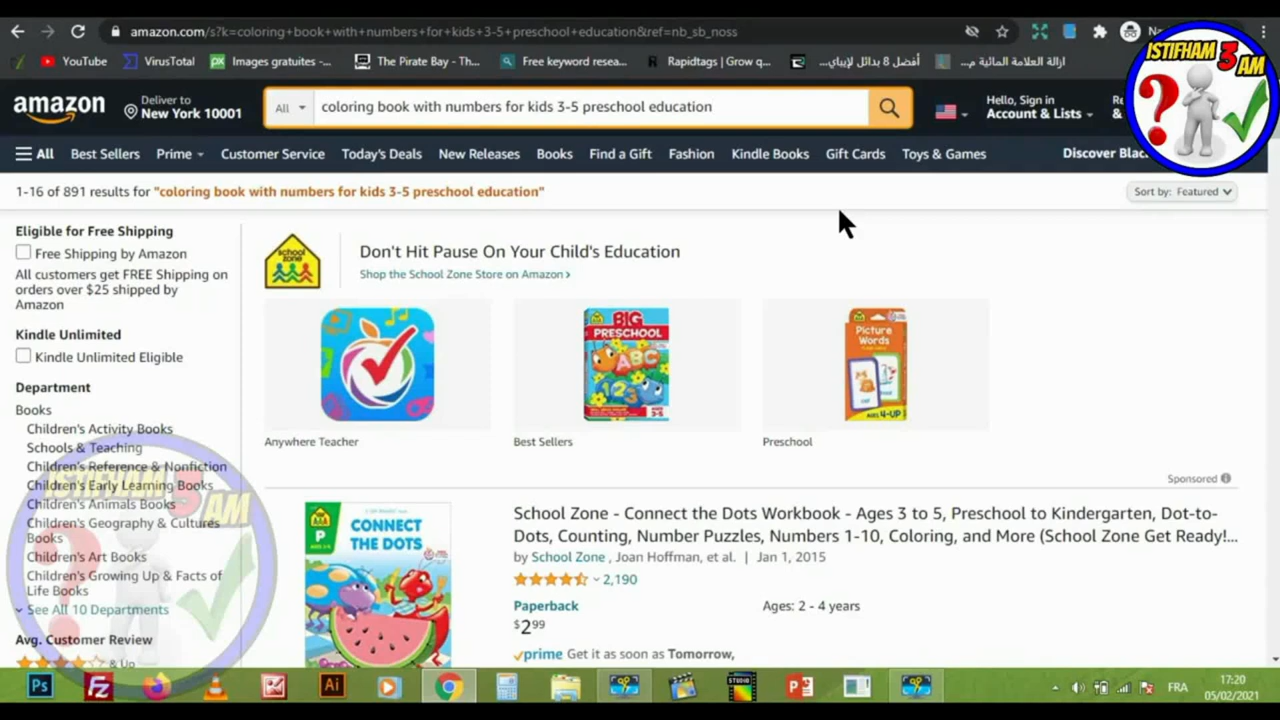 amazon.com/s?k=coloring+book+with+numbers+for+kids+3-5+preschool+education&ref=nb_sb_noss
YouTube VirusTotal Images gratuites -... The Pirate Bay - Th... Free keyword resea... Rapidtags | Grow q... أفضل 8 بدائل لإيباي... ازالة العلامة المائية م...
ISTIFHAM 3 AM
amazon Deliver to New York 10001 All coloring book with numbers for kids 3-5 preschool education Hello, Sign in Account & Lists
All Best Sellers Prime Customer Service Today's Deals New Releases Books Find a Gift Fashion Kindle Books Gift Cards Toys & Games Discover
1-16 of 891 results for "coloring book with numbers for kids 3-5 preschool education" Sort by: Featured
Eligible for Free Shipping
Free Shipping by Amazon
All customers get FREE Shipping on
orders over $25 shipped by
Amazon
Kindle Unlimited
Kindle Unlimited Eligible
Department
Books
Children's Activity Books
Schools & Teaching
Children's Reference & Nonfiction
Children's Early Learning Books
Children's Animals Books
Children's Geography & Cultures
Books
Children's Art Books
Children's Growing Up & Facts of
Life Books
See All 10 Departments
Avg. Customer Review
& Up
ISTIFHAM 3 AM
school zone
Don't Hit Pause On Your Child's Education
Shop the School Zone Store on Amazon ›
BIG
PRESCHOOL
ABC
123
Picture
Words
AGES 4-UP
Anywhere Teacher Best Sellers Preschool
Sponsored
P
CONNECT
THE DOTS
School Zone - Connect the Dots Workbook - Ages 3 to 5, Preschool to Kindergarten, Dot-to-
Dots, Counting, Number Puzzles, Numbers 1-10, Coloring, and More (School Zone Get Ready!...
by School Zone , Joan Hoffman, et al. | Jan 1, 2015
2,190
Paperback Ages: 2 - 4 years
$299
prime Get it as soon as Tomorrow,
Ps Fz Ai STUDIO P FRA 17:20
05/02/2021